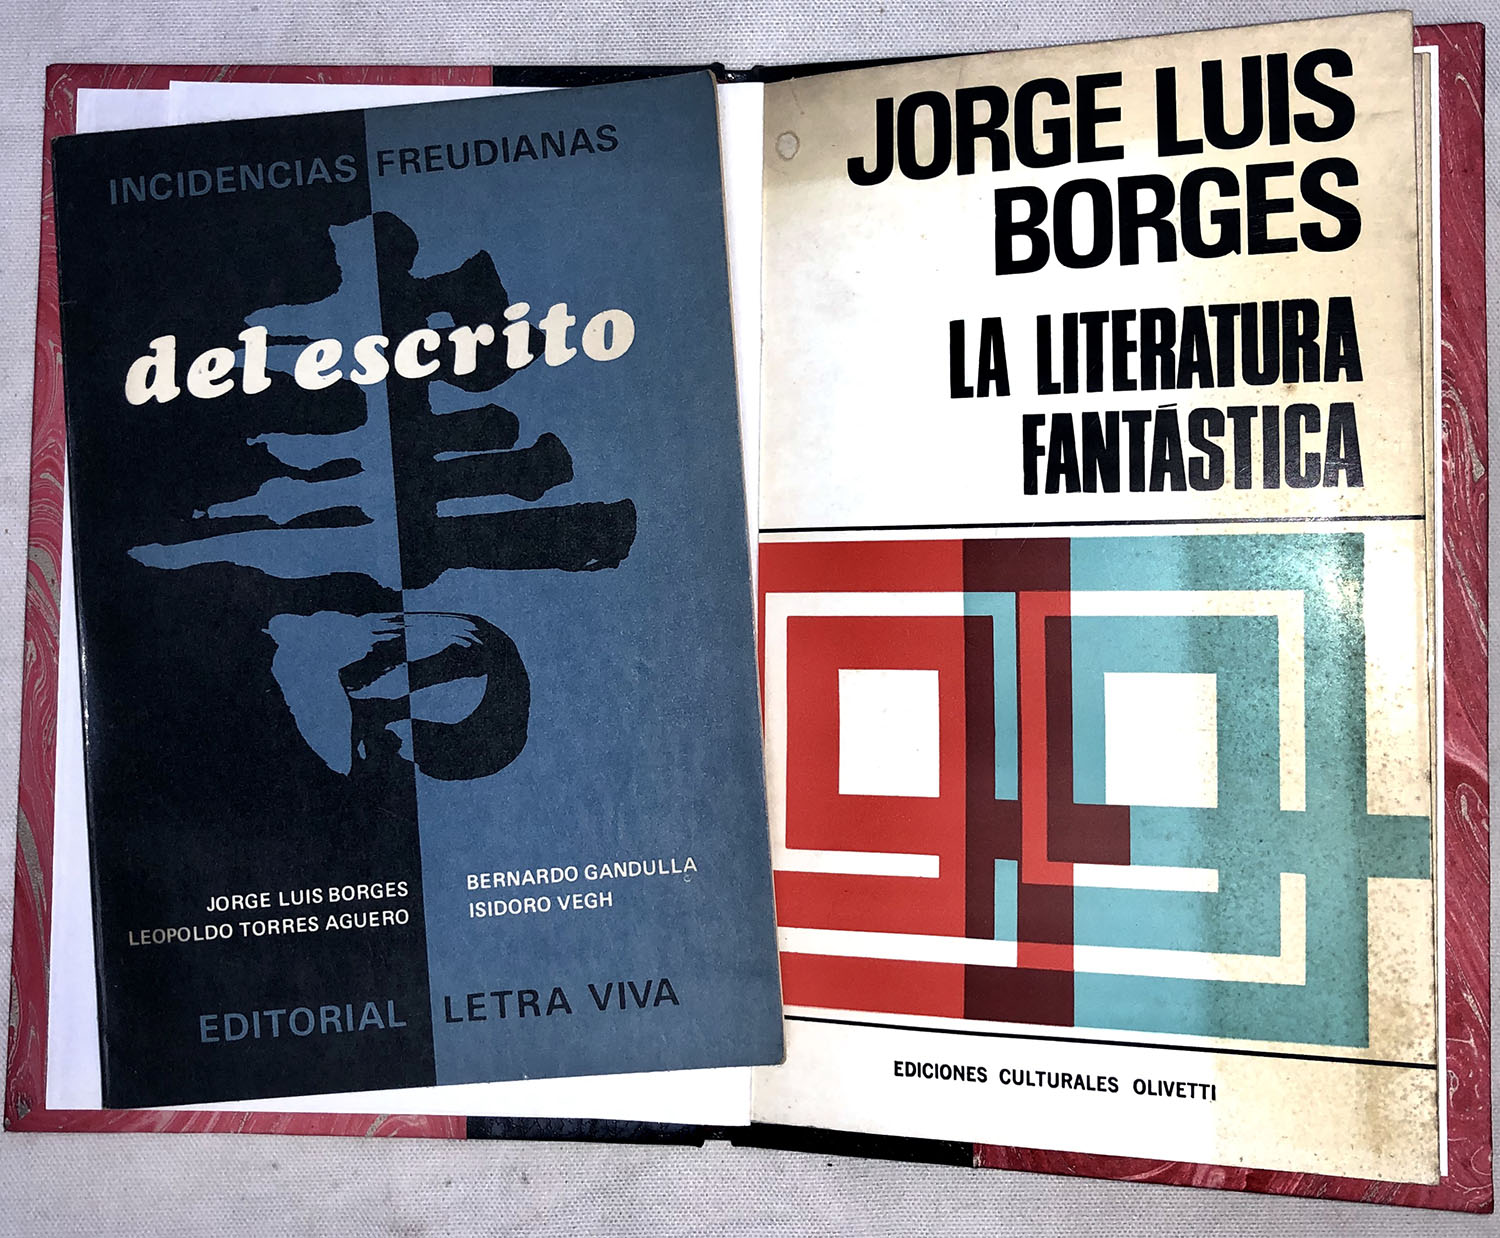 INCIDENCIAS FREUDIANAS
del escrito
JORGE LUIS BORGES
LEOPOLDO TORRES AGUERO
BERNARDO GANDULLA
ISIDORO VEGH
EDITORIAL LETRA VIVA
JORGE LUIS
BORGES
LA LITERATURA
FANTÁSTICA
EDICIONES CULTURALES OLIVETTI